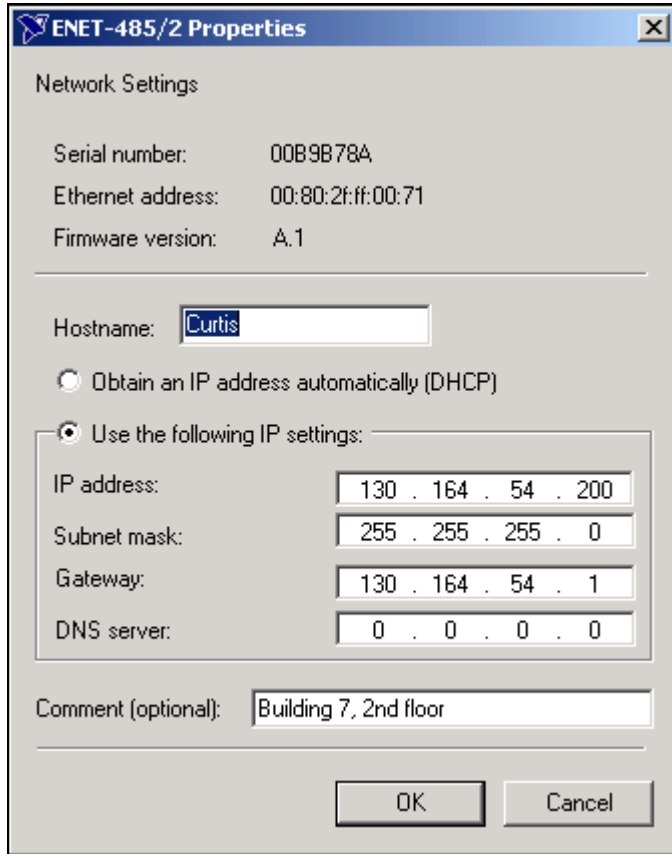 ENET-485/2 Properties
Network Settings
Serial number: 00B9B78A
Ethernet address: 00:80:2f:ff:00:71
Firmware version: A.1
Hostname: Curtis
Obtain an IP address automatically (DHCP)
Use the following IP settings:
IP address: 130 . 164 . 54 . 200
Subnet mask: 255 . 255 . 255 . 0
Gateway: 130 . 164 . 54 . 1
DNS server: 0 . 0 . 0 . 0
Comment (optional): Building 7, 2nd floor
OK Cancel